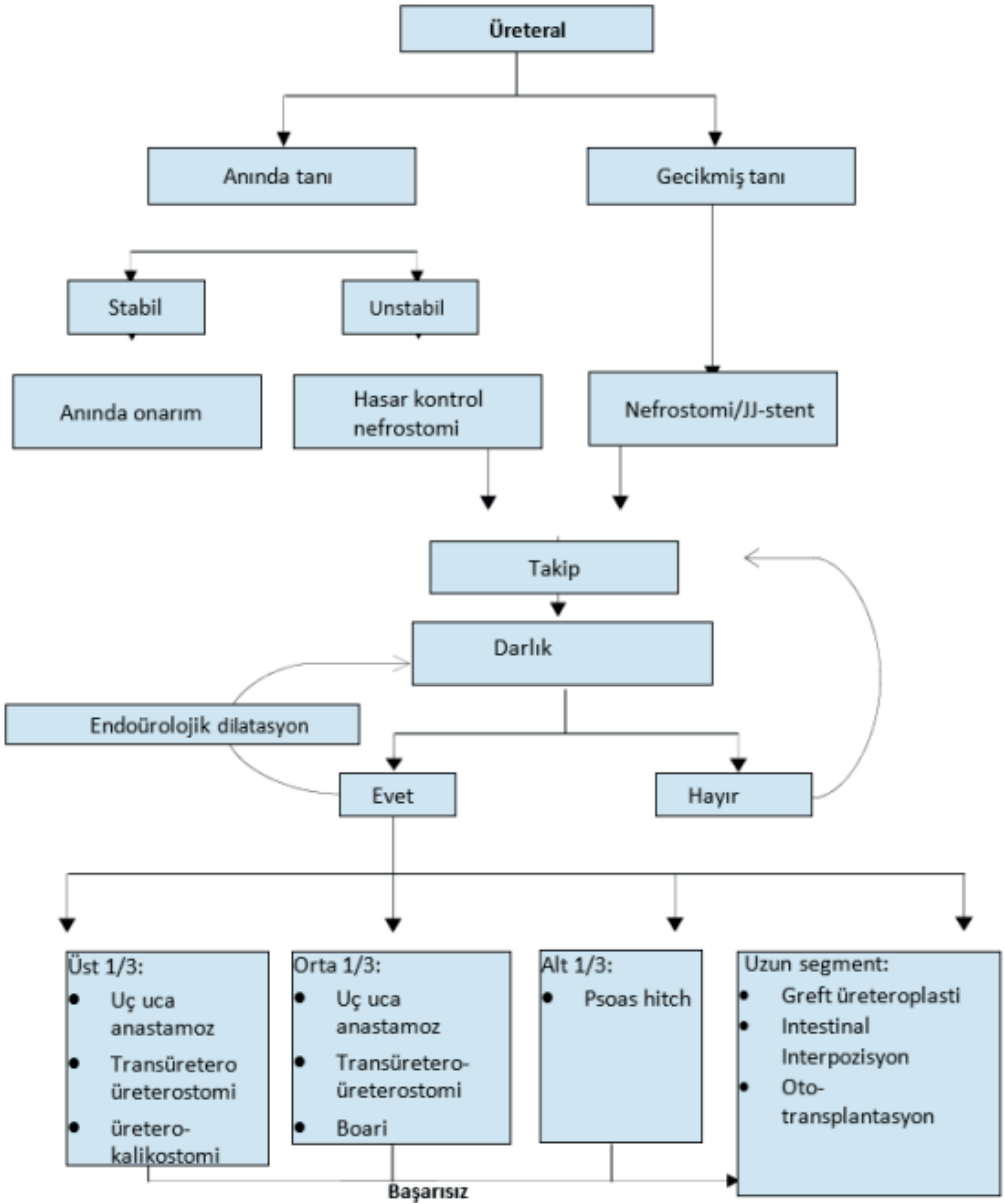 Üreteral
Anında tanı
Gecikmiş tanı
Stabil
Unstabil
Anında onarım
Hasar kontrol
nefrostomi
Nefrostomi/JJ-stent
Takip
Darlık
Endoürolojik dilatasyon
Evet
Hayır
Üst 1/3:
• Uç uca
anastamoz
• Transüretero
üreterostomi
• üretero-
kalikostomi
Orta 1/3:
• Uç uca
anastamoz
• Transüretero-
üreterostomi
• Boari
Alt 1/3:
• Psoas hitch
Uzun segment:
• Greft üreteroplasti
• Intestinal
Interpozisyon
• Oto-
transplantasyon
Başarısız